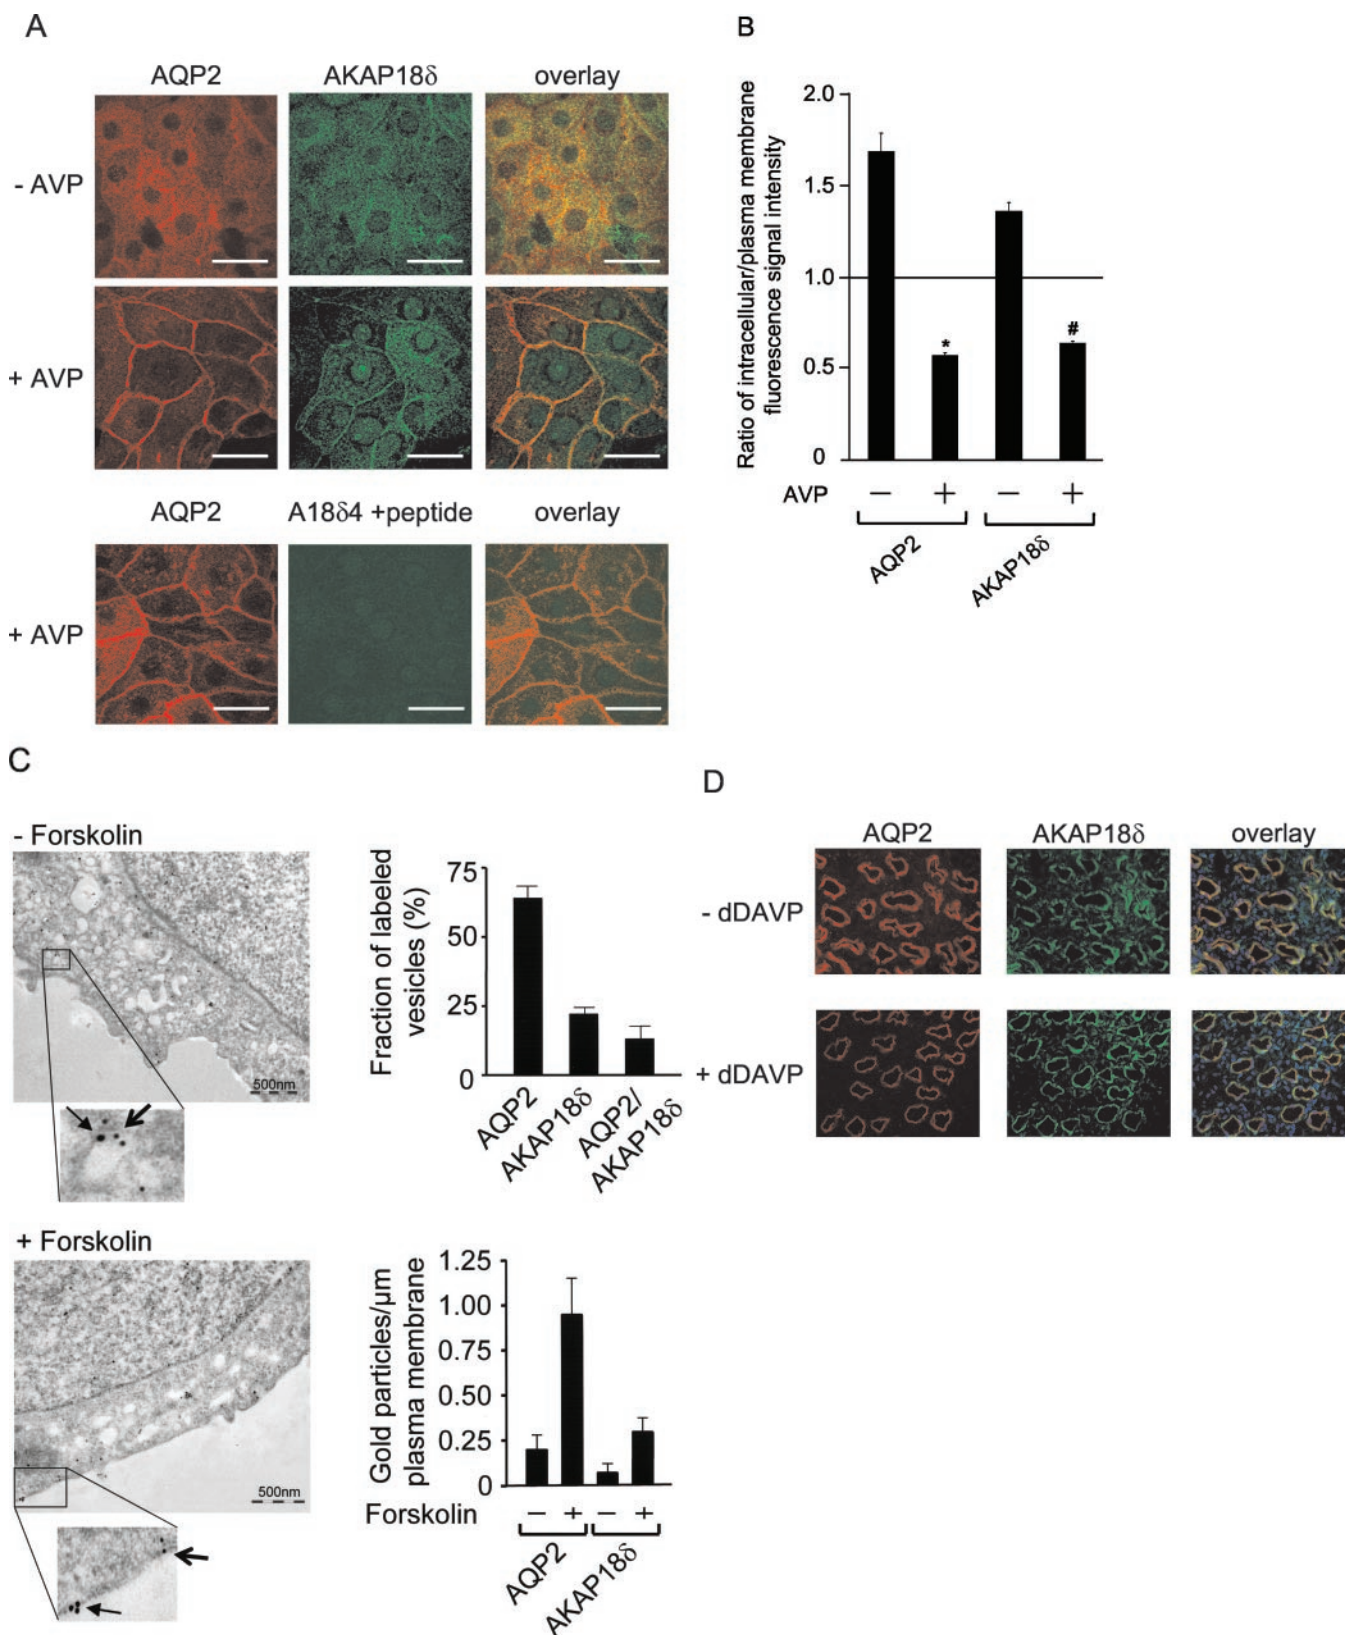 A
AQP2 AKAP18δ overlay
- AVP
+ AVP
AQP2 A18δ4 +peptide overlay
+ AVP
B
Ratio of intracellular/plasma membrane
fluorescence signal intensity
2.0
1.5
1.0
0.5
0
*
#
AVP − + − +
AQP2 AKAP18δ
C
- Forskolin
500nm
Fraction of labeled
vesicles (%)
75
50
25
0
AQP2
AKAP18δ
AQP2/
AKAP18δ
+ Forskolin
500nm
Gold particles/µm
plasma membrane
1.25
1.00
0.75
0.50
0.25
0
Forskolin − + − +
AQP2 AKAP18δ
D
AQP2 AKAP18δ overlay
- dDAVP
+ dDAVP